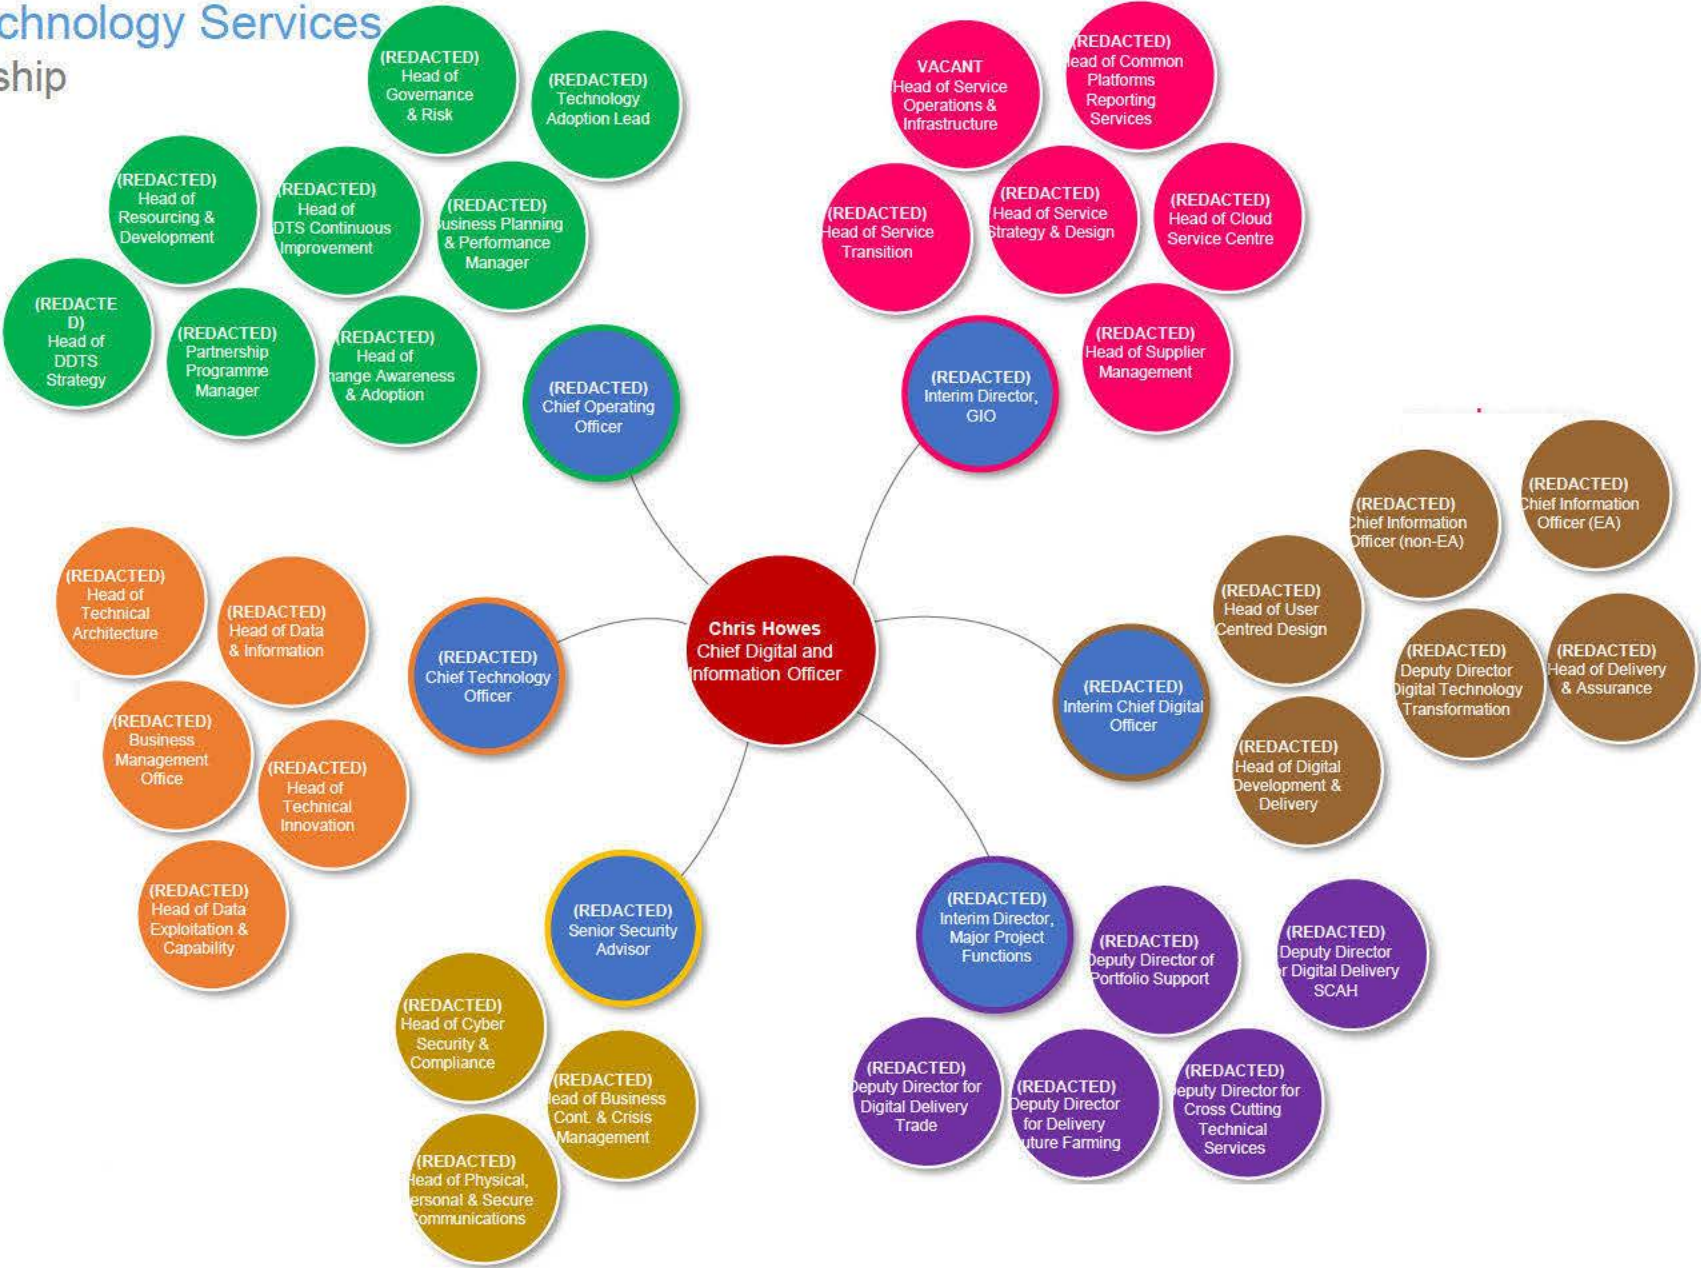 chnology Services
ship
(REDACTED)
Head of
Governance
& Risk
(REDACTED)
Technology
Adoption Lead
(REDACTED)
Head of
Resourcing &
Development
(REDACTED)
Head of
DTS Continuous
Improvement
(REDACTED)
usiness Planning
& Performance
Manager
(REDACTE
D)
Head of
DDTS
Strategy
(REDACTED)
Partnership
Programme
Manager
(REDACTED)
Head of
hange Awareness
& Adoption
(REDACTED)
Chief Operating
Officer
VACANT
Head of Service
Operations &
Infrastructure
(REDACTED)
ead of Common
Platforms
Reporting
Services
(REDACTED)
Head of Service
Transition
(REDACTED)
Head of Service
Strategy & Design
(REDACTED)
Head of Cloud
Service Centre
(REDACTED)
Head of Supplier
Management
(REDACTED)
Interim Director,
GIO
(REDACTED)
Chief Information
Officer (non-EA)
(REDACTED)
Chief Information
Officer (EA)
(REDACTED)
Head of User
Centred Design
(REDACTED)
Deputy Director
Digital Technology
Transformation
(REDACTED)
Head of Delivery
& Assurance
(REDACTED)
Head of Digital
Development &
Delivery
(REDACTED)
Interim Chief Digital
Officer
Chris Howes
Chief Digital and
Information Officer
(REDACTED)
Chief Technology
Officer
(REDACTED)
Head of
Technical
Architecture
(REDACTED)
Head of Data
& Information
(REDACTED)
Business
Management
Office
(REDACTED)
Head of
Technical
Innovation
(REDACTED)
Head of Data
Exploitation &
Capability
(REDACTED)
Senior Security
Advisor
(REDACTED)
Head of Cyber
Security &
Compliance
(REDACTED)
ead of Business
Cont. & Crisis
Management
(REDACTED)
Head of Physical,
ersonal & Secure
Communications
(REDACTED)
Interim Director,
Major Project
Functions
(REDACTED)
Deputy Director of
Portfolio Support
(REDACTED)
Deputy Director
or Digital Delivery
SCAH
(REDACTED)
Deputy Director for
Digital Delivery
Trade
(REDACTED)
Deputy Director
for Delivery
uture Farming
(REDACTED)
eputy Director for
Cross Cutting
Technical
Services